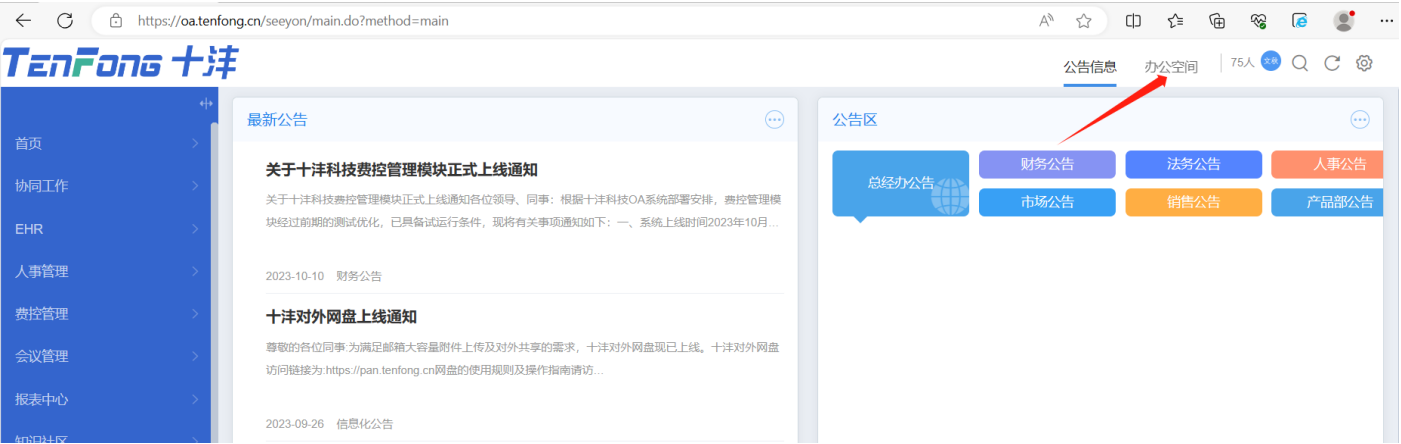 https://oa.tenfong.cn/seeyon/main.do?method=main
TENFONG 十沣
公告信息
办公空间
75人
首页
协同工作
EHR
人事管理
费控管理
会议管理
报表中心
知识社区
最新公告
关于十沣科技费控管理模块正式上线通知
关于十沣科技费控管理模块正式上线通知各位领导、同事：根据十沣科技OA系统部署安排，费控管理模
块经过前期的测试优化，已具备试运行条件，现将有关事项通知如下：一、系统上线时间2023年10月...
2023-10-10 财务公告
十沣对外网盘上线通知
尊敬的各位同事:为满足邮箱大容量附件上传及对外共享的需求，十沣对外网盘现已上线。十沣对外网盘
访问链接为:https://pan.tenfong.cn网盘的使用规则及操作指南请访...
2023-09-26 信息化公告
公告区
总经办公告
财务公告
法务公告
人事公告
市场公告
销售公告
产品部公告